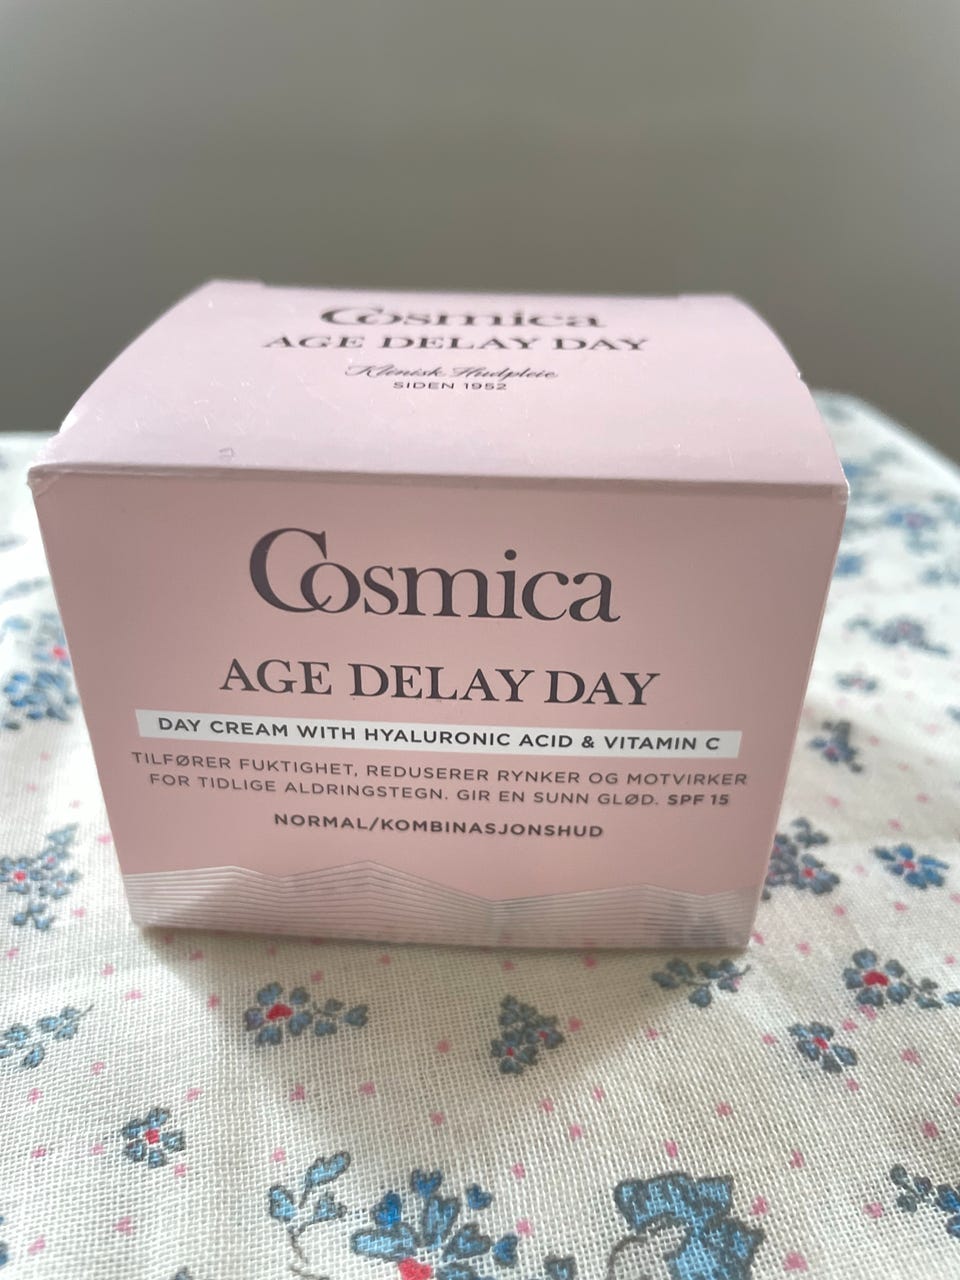 Cosmica
AGE DELAY DAY
Klinisk Hudpleie
SIDEN 1952
Cosmica
AGE DELAY DAY
DAY CREAM WITH HYALURONIC ACID & VITAMIN C
TILFØRER FUKTIGHET, REDUSERER RYNKER OG MOTVIRKER
FOR TIDLIGE ALDRINGSTEGN. GIR EN SUNN GLØD. SPF 15
NORMAL/KOMBINASJONSHUD